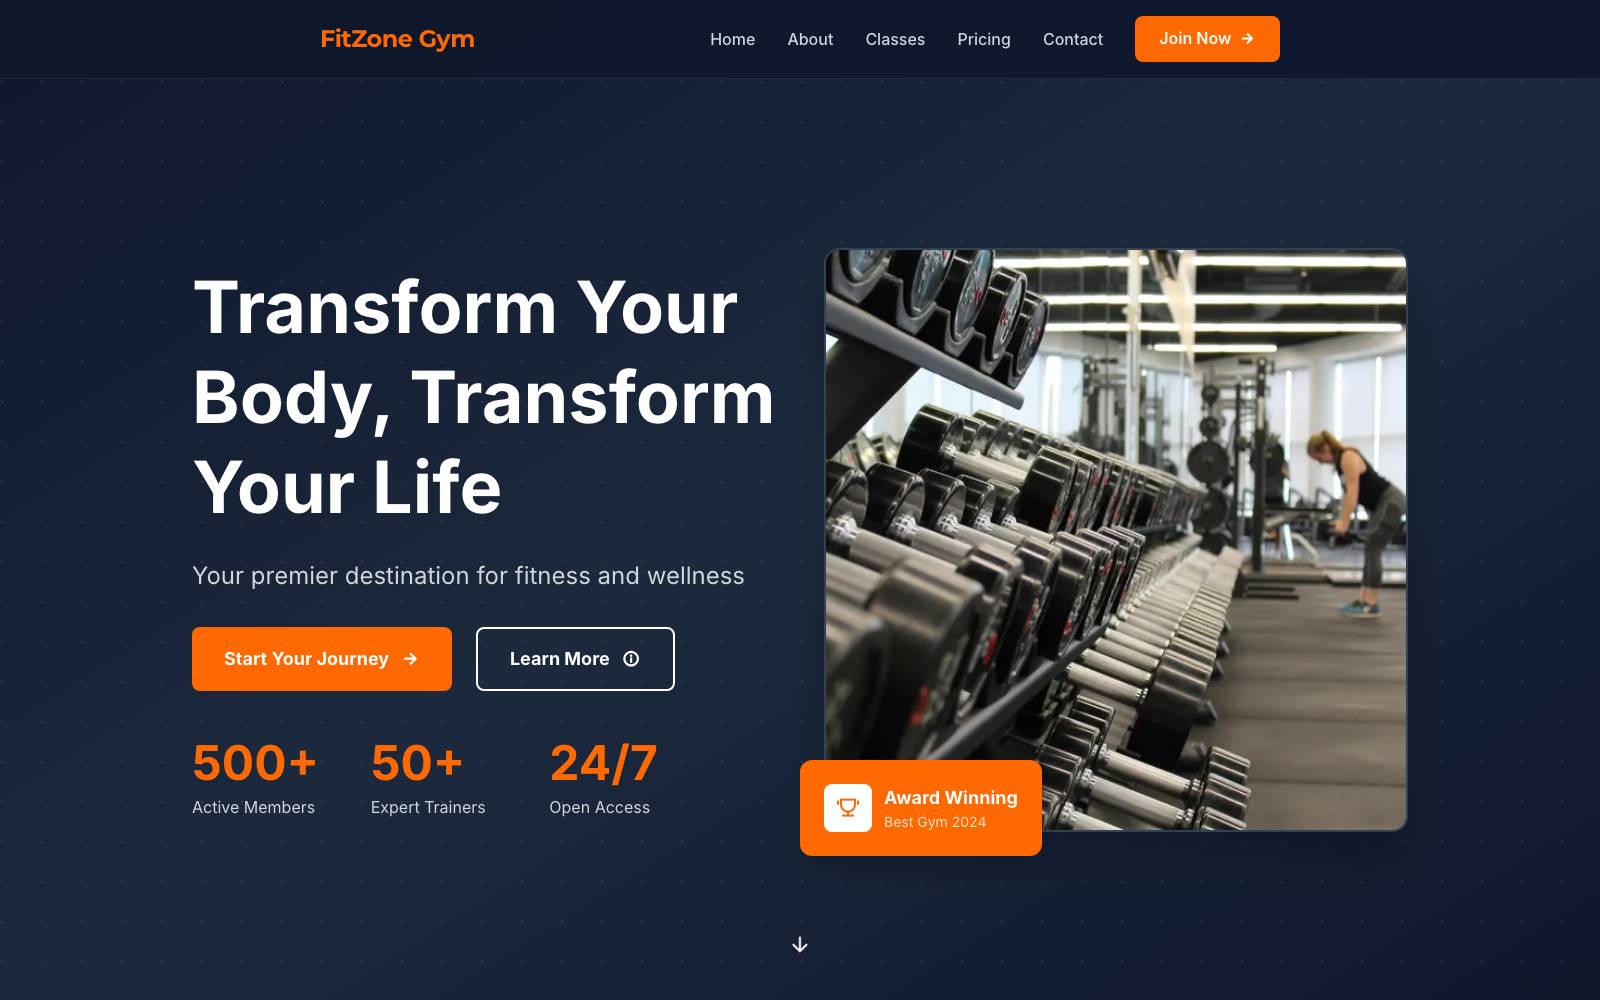 FitZone Gym
Home
About
Classes
Pricing
Contact
Join Now
Transform Your
Body, Transform
Your Life
Your premier destination for fitness and wellness
Start Your Journey
Learn More
500+
Active Members
50+
Expert Trainers
24/7
Open Access
Award Winning
Best Gym 2024